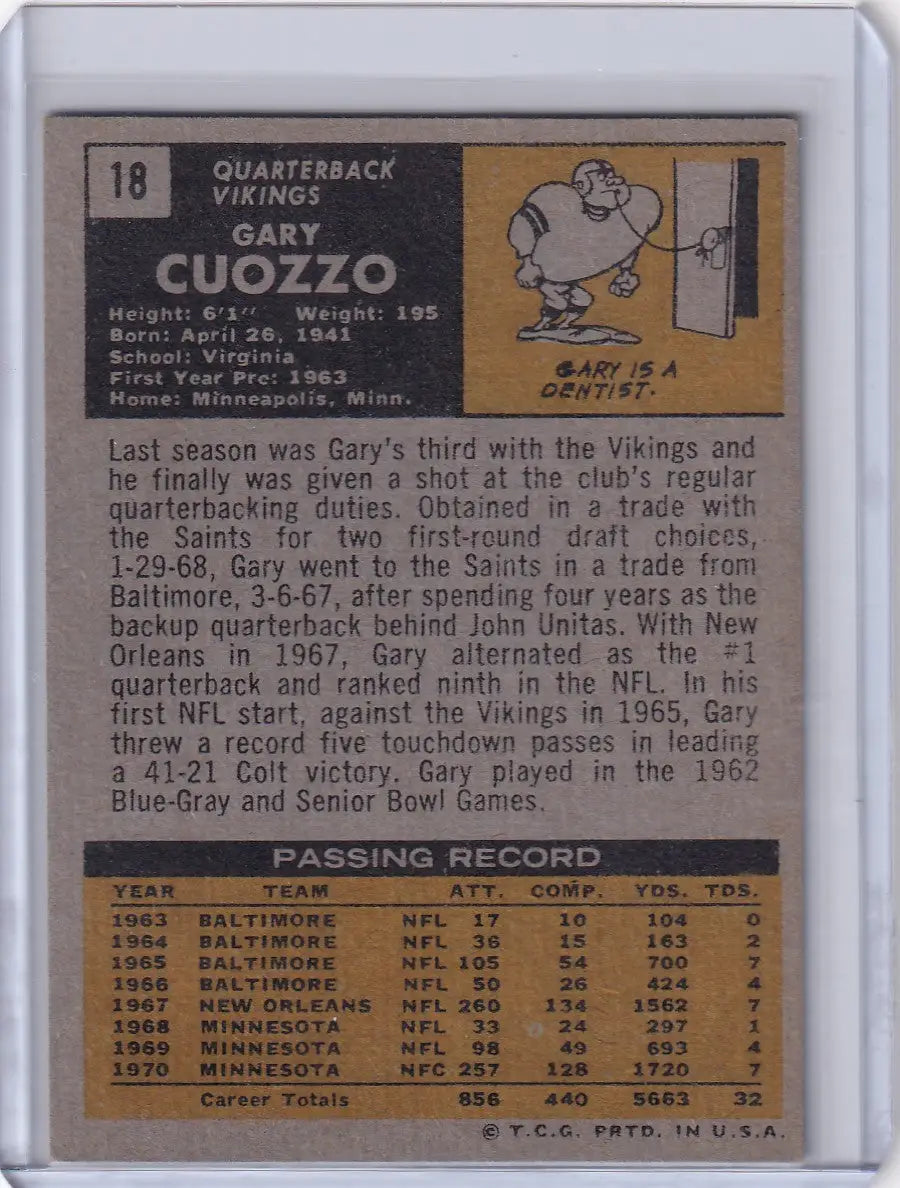 18
QUARTERBACK
VIKINGS
GARY
CUOZZO
Height: 6'1" Weight: 195
Born: April 26, 1941
School: Virginia
First Year Pro: 1963
Home: Minneapolis, Minn.
GARY IS A
DENTIST.
Last season was Gary's third with the Vikings and
he finally was given a shot at the club's regular
quarterbacking duties. Obtained in a trade with
the Saints for two first-round draft choices,
1-29-68, Gary went to the Saints in a trade from
Baltimore, 3-6-67, after spending four years as the
backup quarterback behind John Unitas. With New
Orleans in 1967, Gary alternated as the #1
quarterback and ranked ninth in the NFL. In his
first NFL start, against the Vikings in 1965, Gary
threw a record five touchdown passes in leading
a 41-21 Colt victory. Gary played in the 1962
Blue-Gray and Senior Bowl Games.
PASSING RECORD
YEAR TEAM ATT. COMP. YDS. TDS.
1963 BALTIMORE NFL 17 10 104 0
1964 BALTIMORE NFL 36 15 163 2
1965 BALTIMORE NFL 105 54 700 7
1966 BALTIMORE NFL 50 26 424 4
1967 NEW ORLEANS NFL 260 134 1562 7
1968 MINNESOTA NFL 33 24 297 1
1969 MINNESOTA NFL 98 49 693 4
1970 MINNESOTA NFC 257 128 1720 7
Career Totals 856 440 5663 32
© T.C.G. PRTD. IN U.S.A.